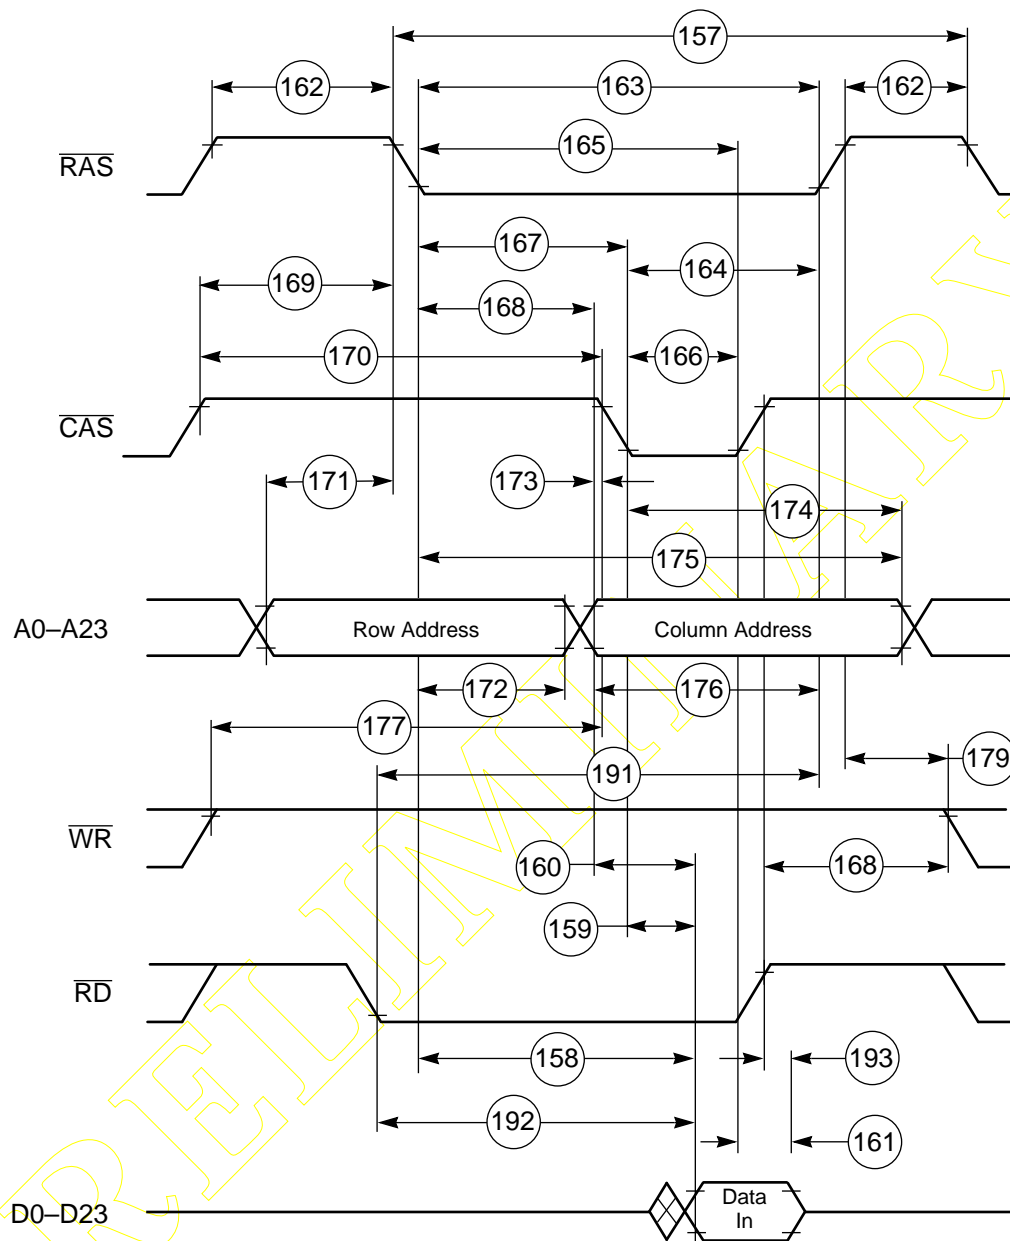 157
162
163
162
165
RAS
167
164
169
168
170
166
CAS
171
173
174
175
A0–A23
Row Address
Column Address
172
176
177
179
191
WR
160
168
159
RD
158
193
192
161
D0–D23
Data
In
PRELIMINARY